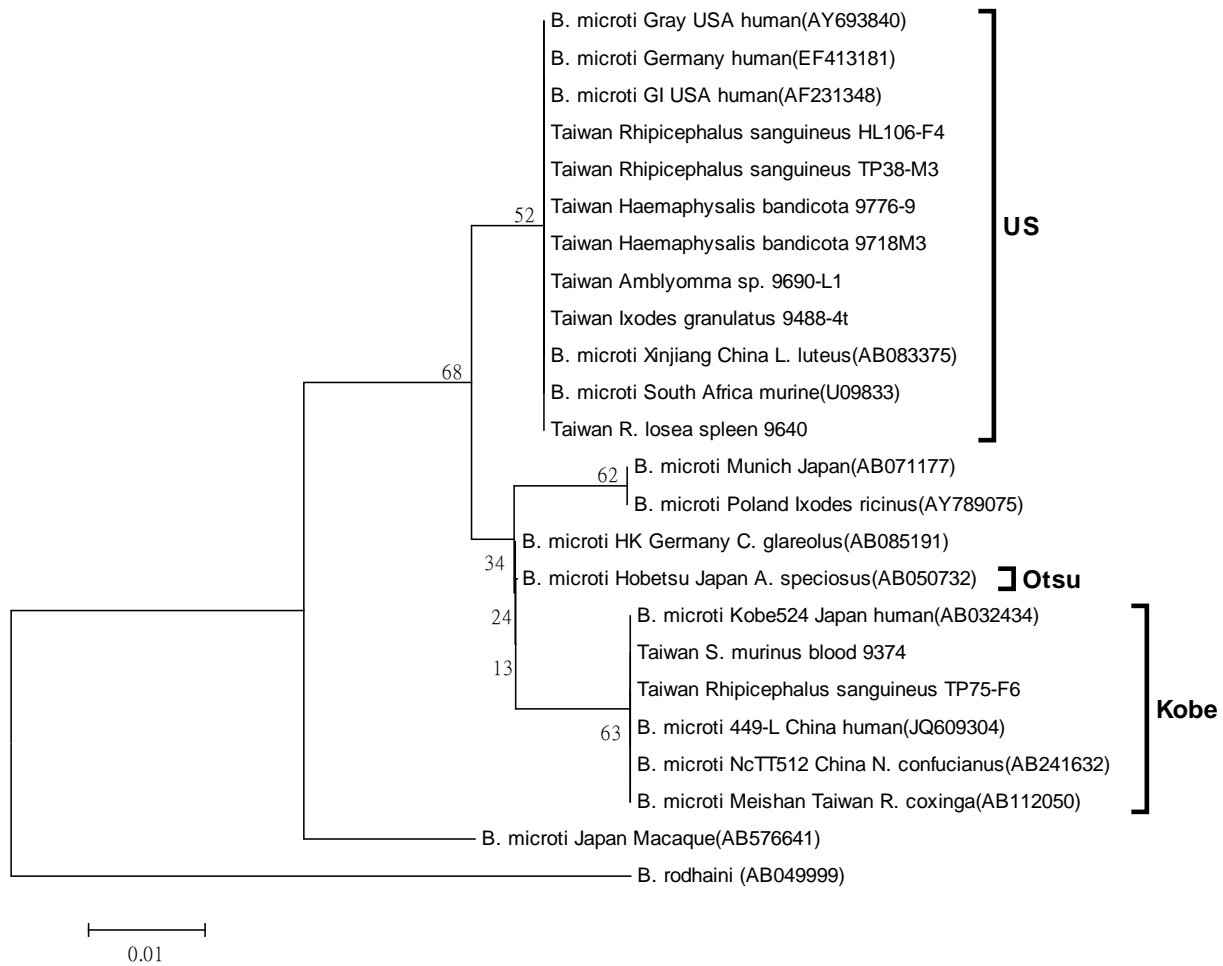 B. microti Gray USA human(AY693840)
B. microti Germany human(EF413181)
B. microti GI USA human(AF231348)
Taiwan Rhipicephalus sanguineus HL106-F4
Taiwan Rhipicephalus sanguineus TP38-M3
Taiwan Haemaphysalis bandicota 9776-9
52
US
Taiwan Haemaphysalis bandicota 9718M3
Taiwan Amblyomma sp. 9690-L1
Taiwan Ixodes granulatus 9488-4t
B. microti Xinjiang China L. luteus(AB083375)
68
B. microti South Africa murine(U09833)
Taiwan R. losea spleen 9640
B. microti Munich Japan(AB071177)
62
B. microti Poland Ixodes ricinus(AY789075)
B. microti HK Germany C. glareolus(AB085191)
34
B. microti Hobetsu Japan A. speciosus(AB050732)
Otsu
24
B. microti Kobe524 Japan human(AB032434)
Taiwan S. murinus blood 9374
13
Taiwan Rhipicephalus sanguineus TP75-F6
Kobe
63
B. microti 449-L China human(JQ609304)
B. microti NcTT512 China N. confucianus(AB241632)
B. microti Meishan Taiwan R. coxinga(AB112050)
B. microti Japan Macaque(AB576641)
B. rodhaini (AB049999)
0.01